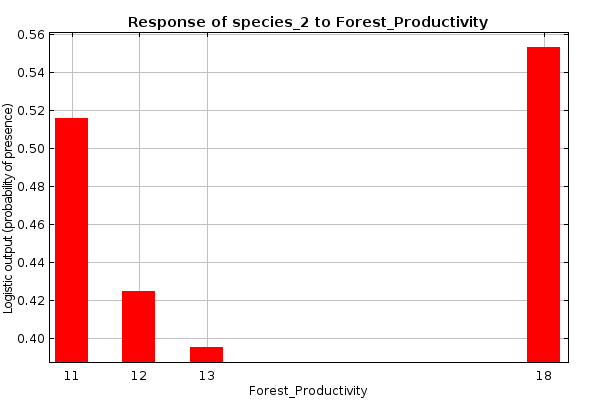 Response of species_2 to Forest_Productivity
Logistic output (probability of presence)
0.56
0.54
0.52
0.50
0.48
0.46
0.44
0.42
0.40
11 12 13 18
Forest_Productivity